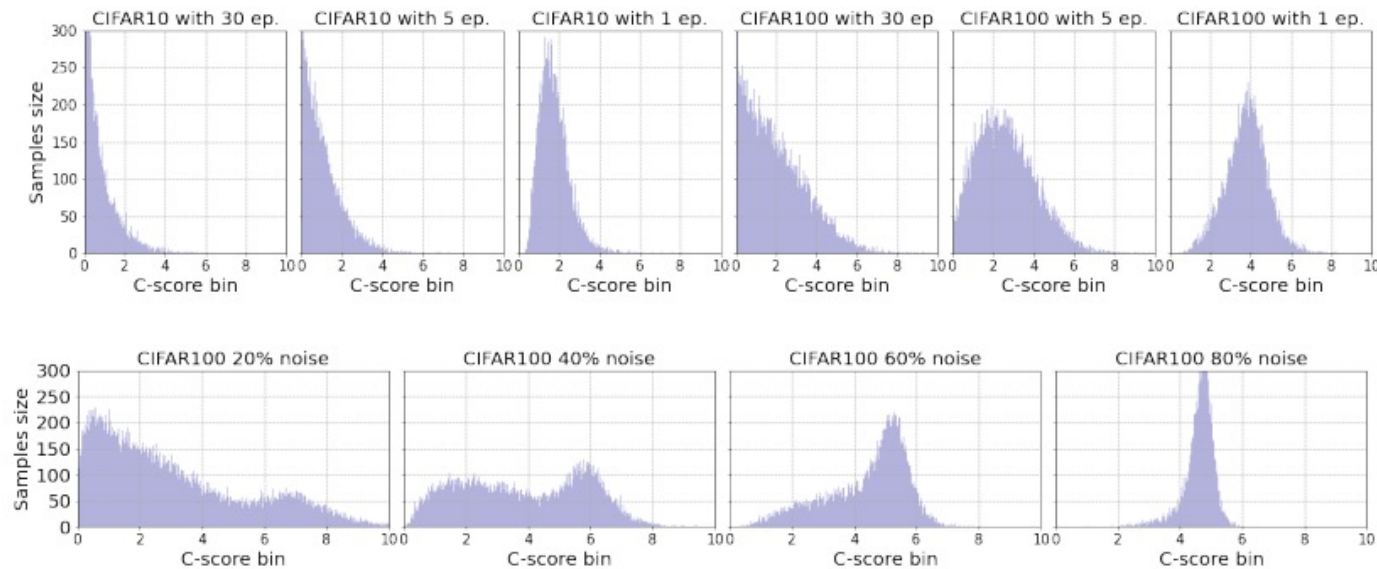 CIFAR10 with 30 ep. CIFAR10 with 5 ep. CIFAR10 with 1 ep. CIFAR100 with 30 ep CIFAR100 with 5 ep. CIFAR100 with 1 ep.
300
250
200
150
100
50
0
Samples size
0 2 4 6 8 10 0 2 4 6 8 10 0 2 4 6 8 10 0 2 4 6 8 10 0 2 4 6 8 10 0 2 4 6 8 10
C-score bin C-score bin C-score bin C-score bin C-score bin C-score bin
CIFAR100 20% noise CIFAR100 40% noise CIFAR100 60% noise CIFAR100 80% noise
300
250
200
150
100
50
0
Samples size
0 2 4 6 8 10 0 2 4 6 8 10 0 2 4 6 8 10 0 2 4 6 8 10
C-score bin C-score bin C-score bin C-score bin